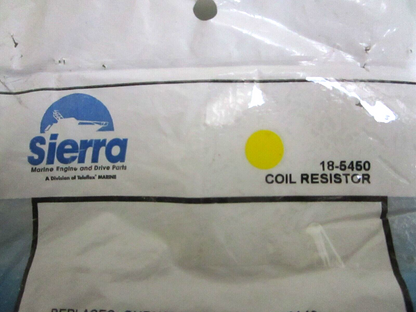 Sierra
Marine Engine and Drive Parts
A Division of Teleflex MARINE
18-5450
COIL RESISTOR